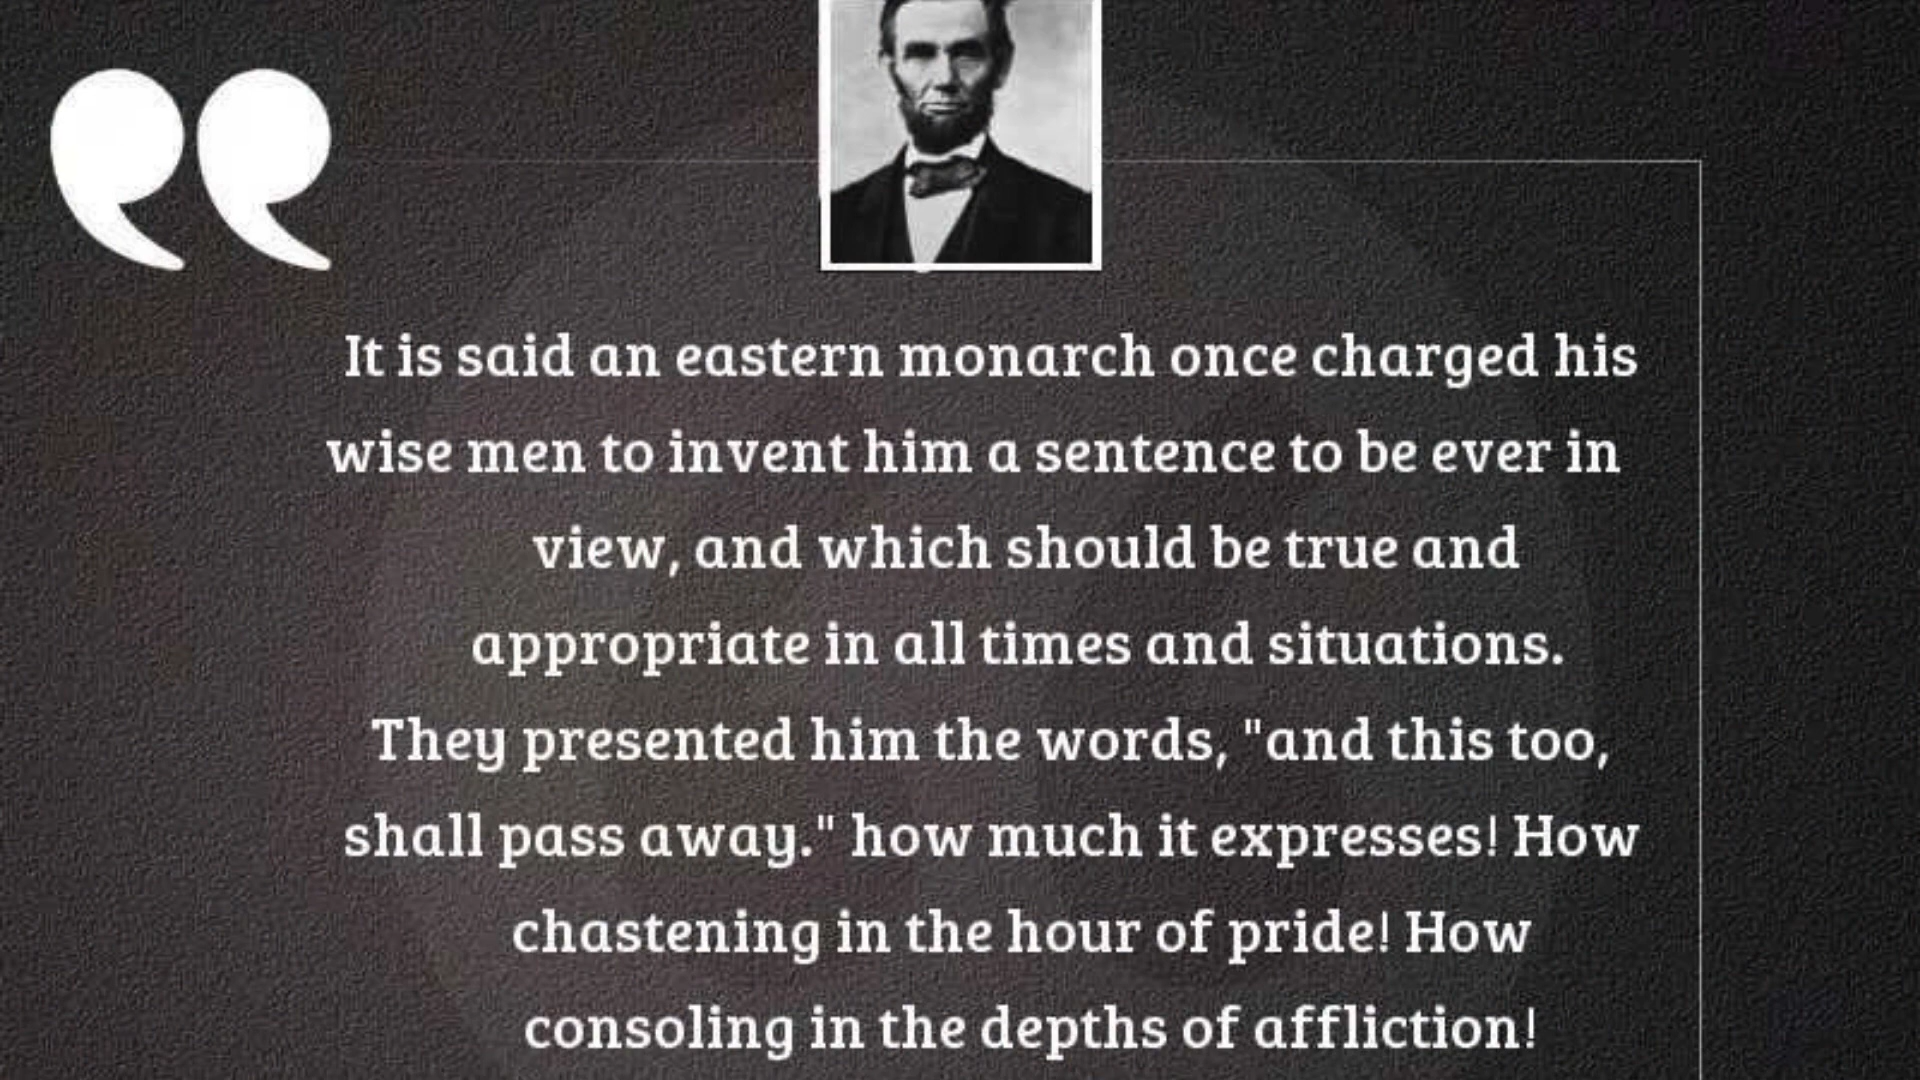 It is said an eastern monarch once charged his
wise men to invent him a sentence to be ever in
view, and which should be true and
appropriate in all times and situations.
They presented him the words, "and this too,
shall pass away." how much it expresses! How
chastening in the hour of pride! How
consoling in the depths of affliction!